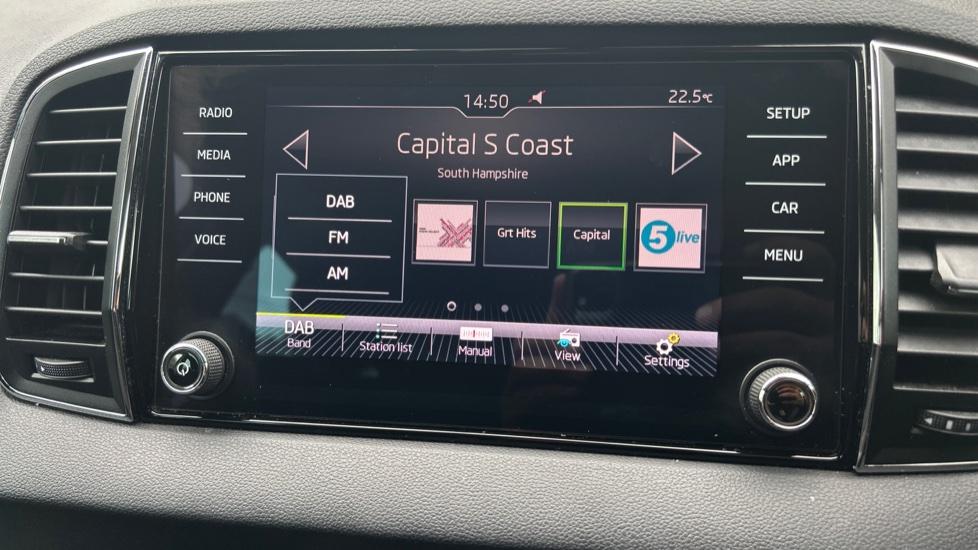 RADIO
MEDIA
PHONE
VOICE
14:50
22.5°C
Capital S Coast
South Hampshire
DAB
FM
AM
Grt Hits
Capital
5 live
DAB
Band
Station list
Manual
View
Settings
SETUP
APP
CAR
MENU